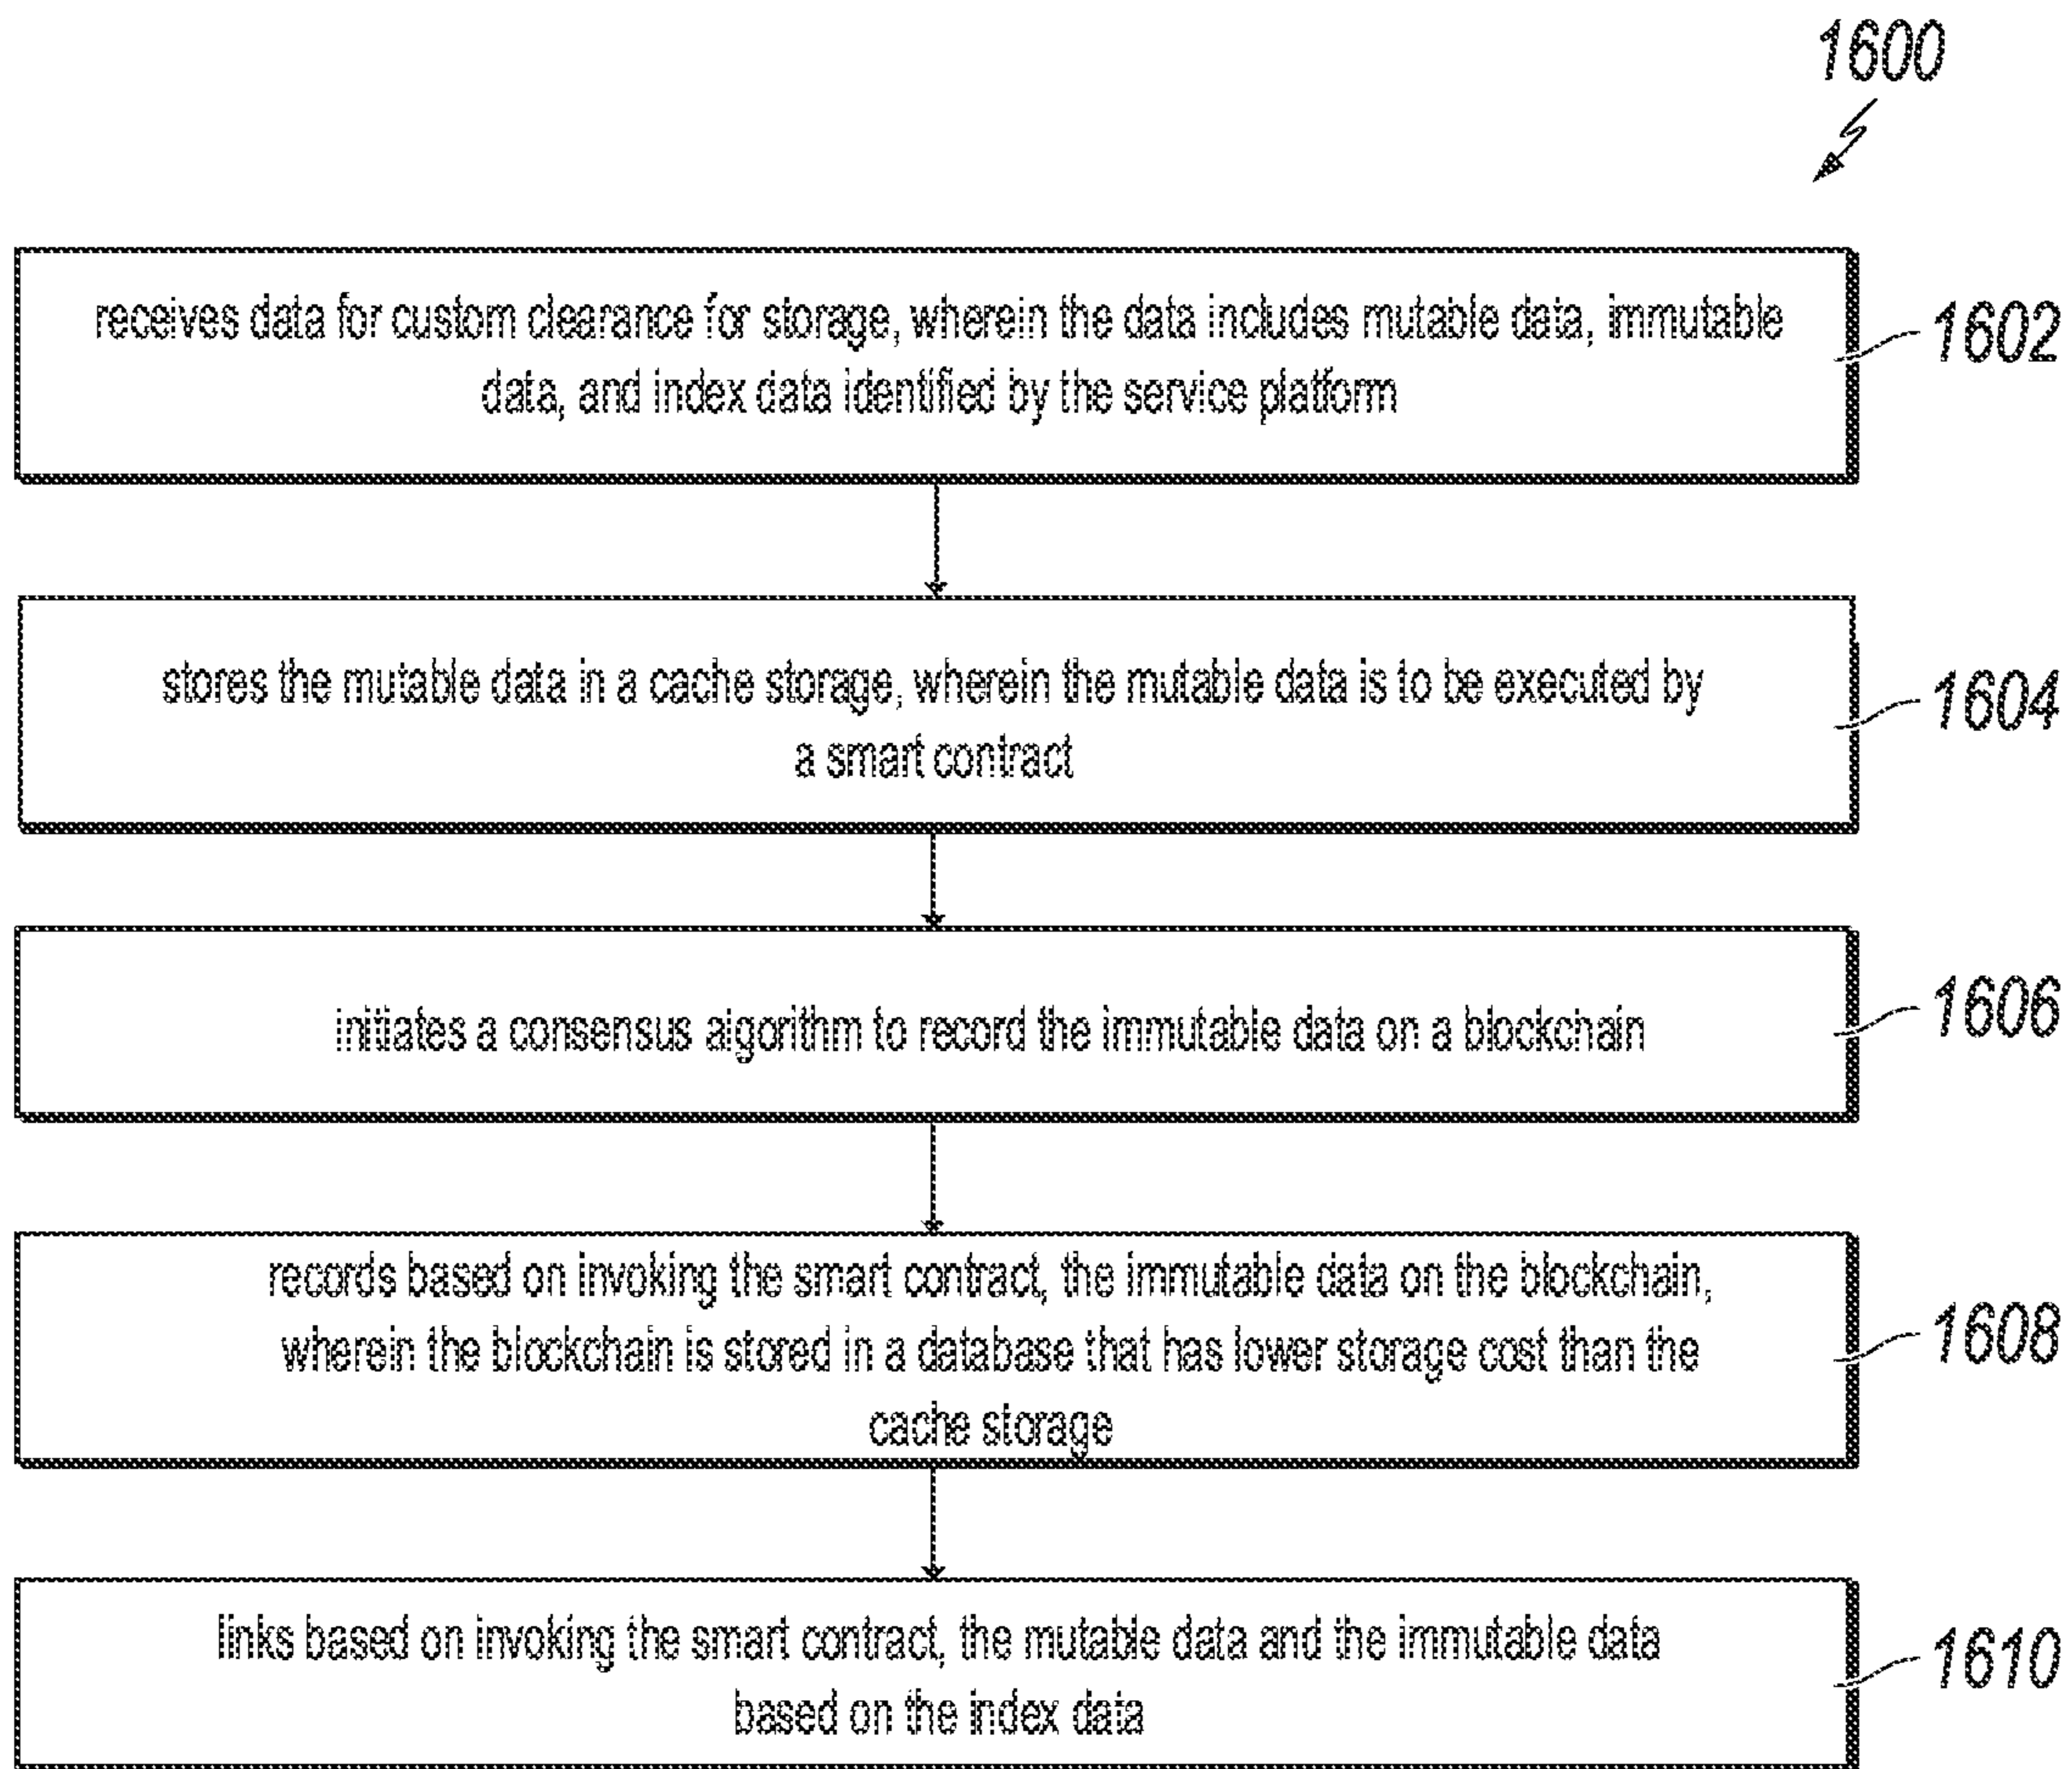 1600
receives data for custom clearance for storage, wherein the data includes mutable data, immutable
data, and index data identified by the service platform
1602
stores the mutable data in a cache storage, wherein the mutable data is to be executed by
a smart contract
1604
initiates a consensus algorithm to record the immutable data on a blockchain
1606
records based on invoking the smart contract, the immutable data on the blockchain,
wherein the blockchain is stored in a database that has lower storage cost than the
cache storage
1608
links based on invoking the smart contract, the mutable data and the immutable data
based on the index data
1610